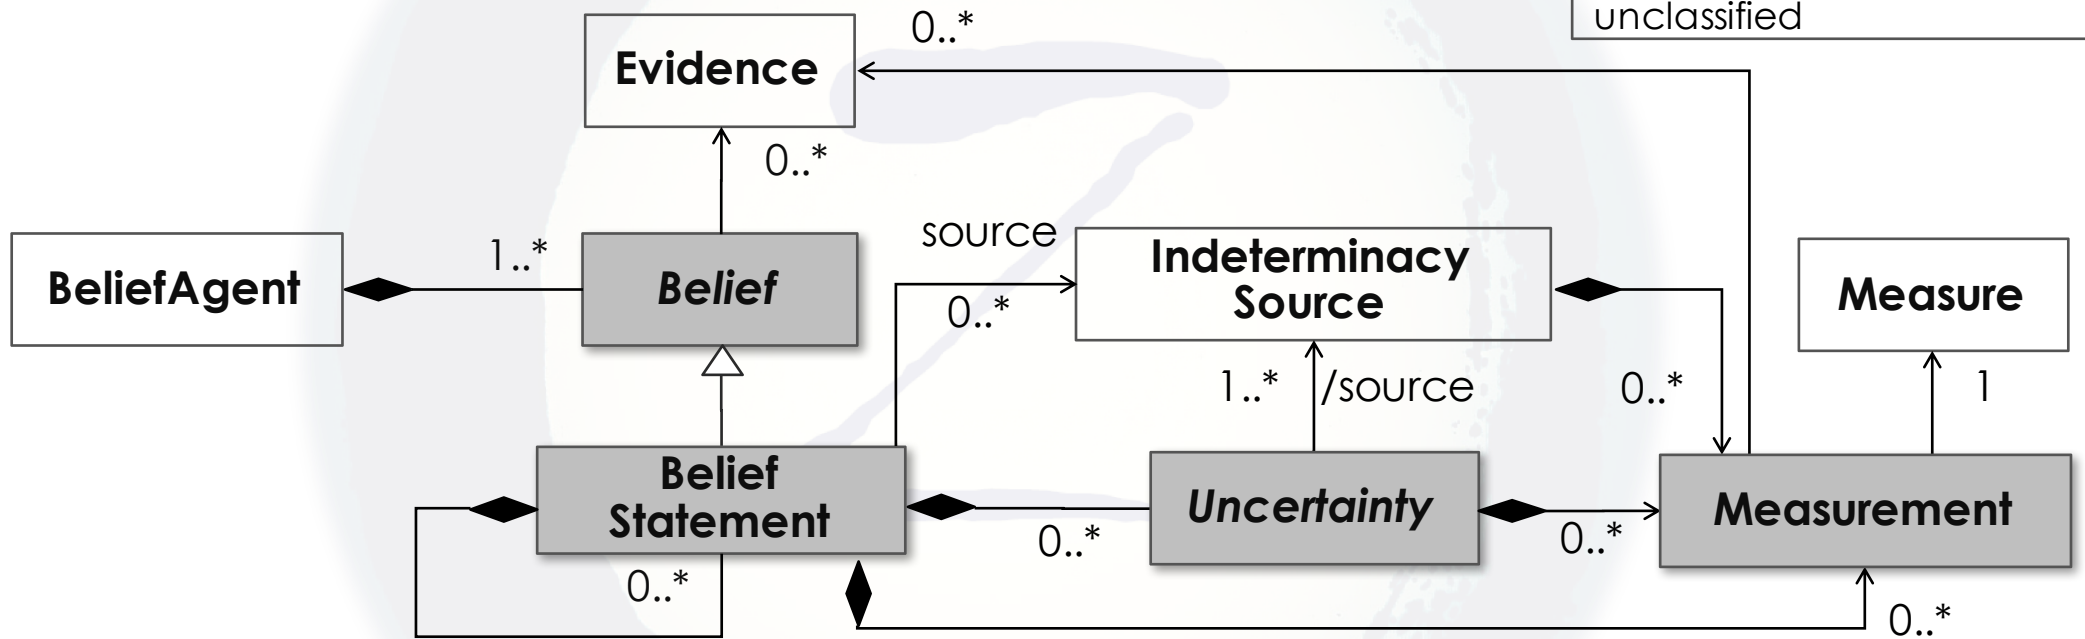 unclassified
0..*
Evidence
0..*
source
1..*
BeliefAgent
Belief
Indeterminacy
Source
Measure
0..*
1..*
/source
0..*
1
Belief
Statement
Uncertainty
Measurement
0..*
0..*
0..*
0..*